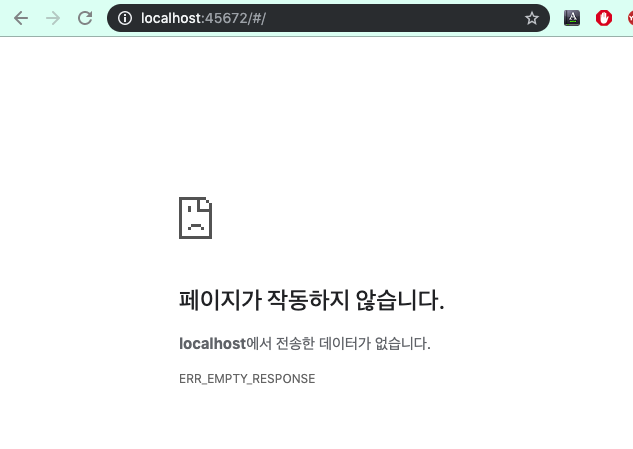 localhost:45672/#/
페이지가 작동하지 않습니다.
localhost에서 전송한 데이터가 없습니다.
ERR_EMPTY_RESPONSE